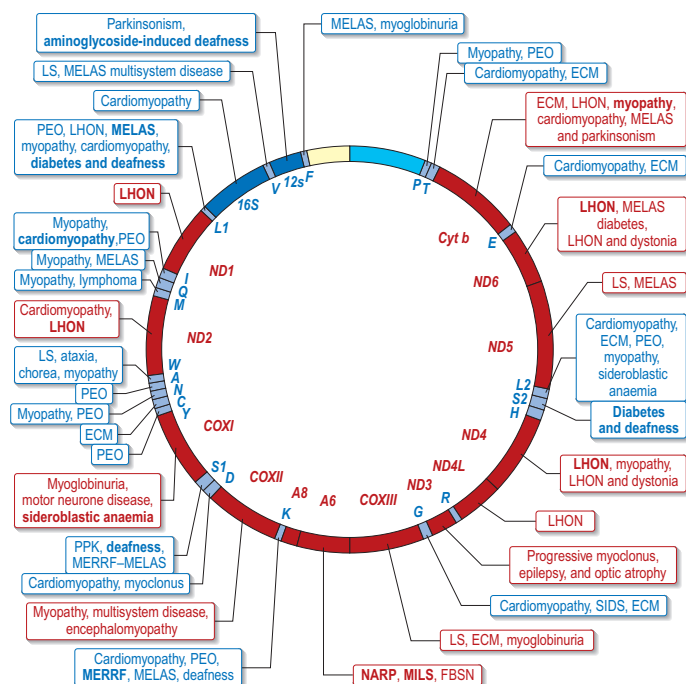 Parkinsonism,
aminoglycoside-induced deafness
MELAS, myoglobinuria
LS, MELAS multisystem disease
Myopathy, PEO
Cardiomyopathy, ECM
Cardiomyopathy
ECM, LHON, myopathy,
cardiomyopathy, MELAS
and parkinsonism
PEO, LHON, MELAS,
myopathy, cardiomyopathy,
diabetes and deafness
Cardiomyopathy, ECM
LHON
LHON, MELAS
diabetes,
LHON and dystonia
Myopathy,
cardiomyopathy,PEO
Myopathy, MELAS
Myopathy, lymphoma
LS, MELAS
Cardiomyopathy,
LHON
Cardiomyopathy,
ECM, PEO,
myopathy,
sideroblastic
anaemia
LS, ataxia,
chorea, myopathy
PEO
Myopathy, PEO
ECM
PEO
Diabetes
and deafness
Myoglobinuria,
motor neurone disease,
sideroblastic anaemia
LHON, myopathy,
LHON and dystonia
LHON
PPK, deafness,
MERRF–MELAS
Cardiomyopathy, myoclonus
Progressive myoclonus,
epilepsy, and optic atrophy
Myopathy, multisystem disease,
encephalomyopathy
Cardiomyopathy, SIDS, ECM
LS, ECM, myoglobinuria
Cardiomyopathy, PEO,
MERRF, MELAS, deafness
NARP, MILS, FBSN
F
P
T
Cyt b
E
ND6
ND5
L2
S2
H
ND4
ND4L
R
ND3
G
COXIII
A6
A8
K
COXII
D
S1
COXI
Y
C
N
A
W
ND2
M
Q
I
ND1
L1
16S
V
12s